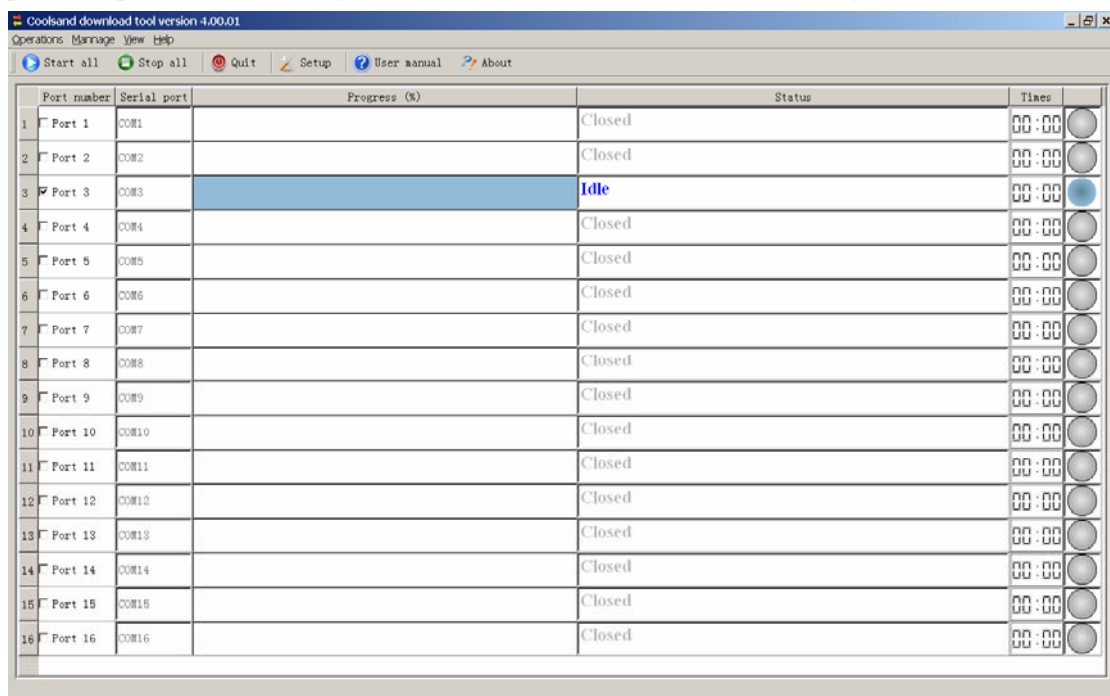 Coolsand download tool version 4.00.01
Operations Mannage View Help
Start all Stop all Quit Setup User manual About
Port number Serial port Progress (%) Status Times
1 Port 1 COM1 Closed 00:00
2 Port 2 COM2 Closed 00:00
3 Port 3 COM3 Idle 00:00
4 Port 4 COM4 Closed 00:00
5 Port 5 COM5 Closed 00:00
6 Port 6 COM6 Closed 00:00
7 Port 7 COM7 Closed 00:00
8 Port 8 COM8 Closed 00:00
9 Port 9 COM9 Closed 00:00
10 Port 10 COM10 Closed 00:00
11 Port 11 COM11 Closed 00:00
12 Port 12 COM12 Closed 00:00
13 Port 13 COM13 Closed 00:00
14 Port 14 COM14 Closed 00:00
15 Port 15 COM15 Closed 00:00
16 Port 16 COM16 Closed 00:00